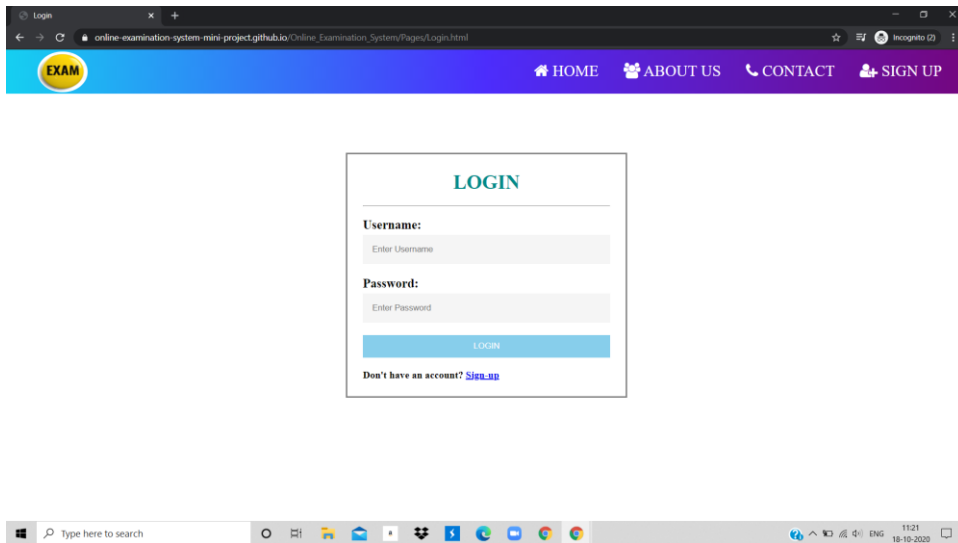 Login
online-examination-system-mini-project.github.io/Online_Examination_System/Pages/Login.html
Incognito (2)
EXAM
HOME
ABOUT US
CONTACT
SIGN UP
LOGIN
Username:
Enter Username
Password:
Enter Password
LOGIN
Don't have an account? Sign-up
Type here to search
ENG
11:21
18-10-2020